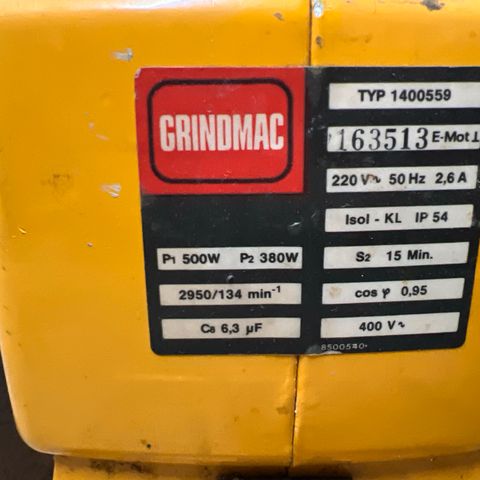 GRINDMAC
TYP 1400559
163513 E-Mot
220 V~ 50 Hz 2,6 A
Isol - KL IP 54
P1 500W P2 380W
S2 15 Min.
2950/134 min-1
cos φ 0,95
C8 6,3 µF
400 V~
8500540